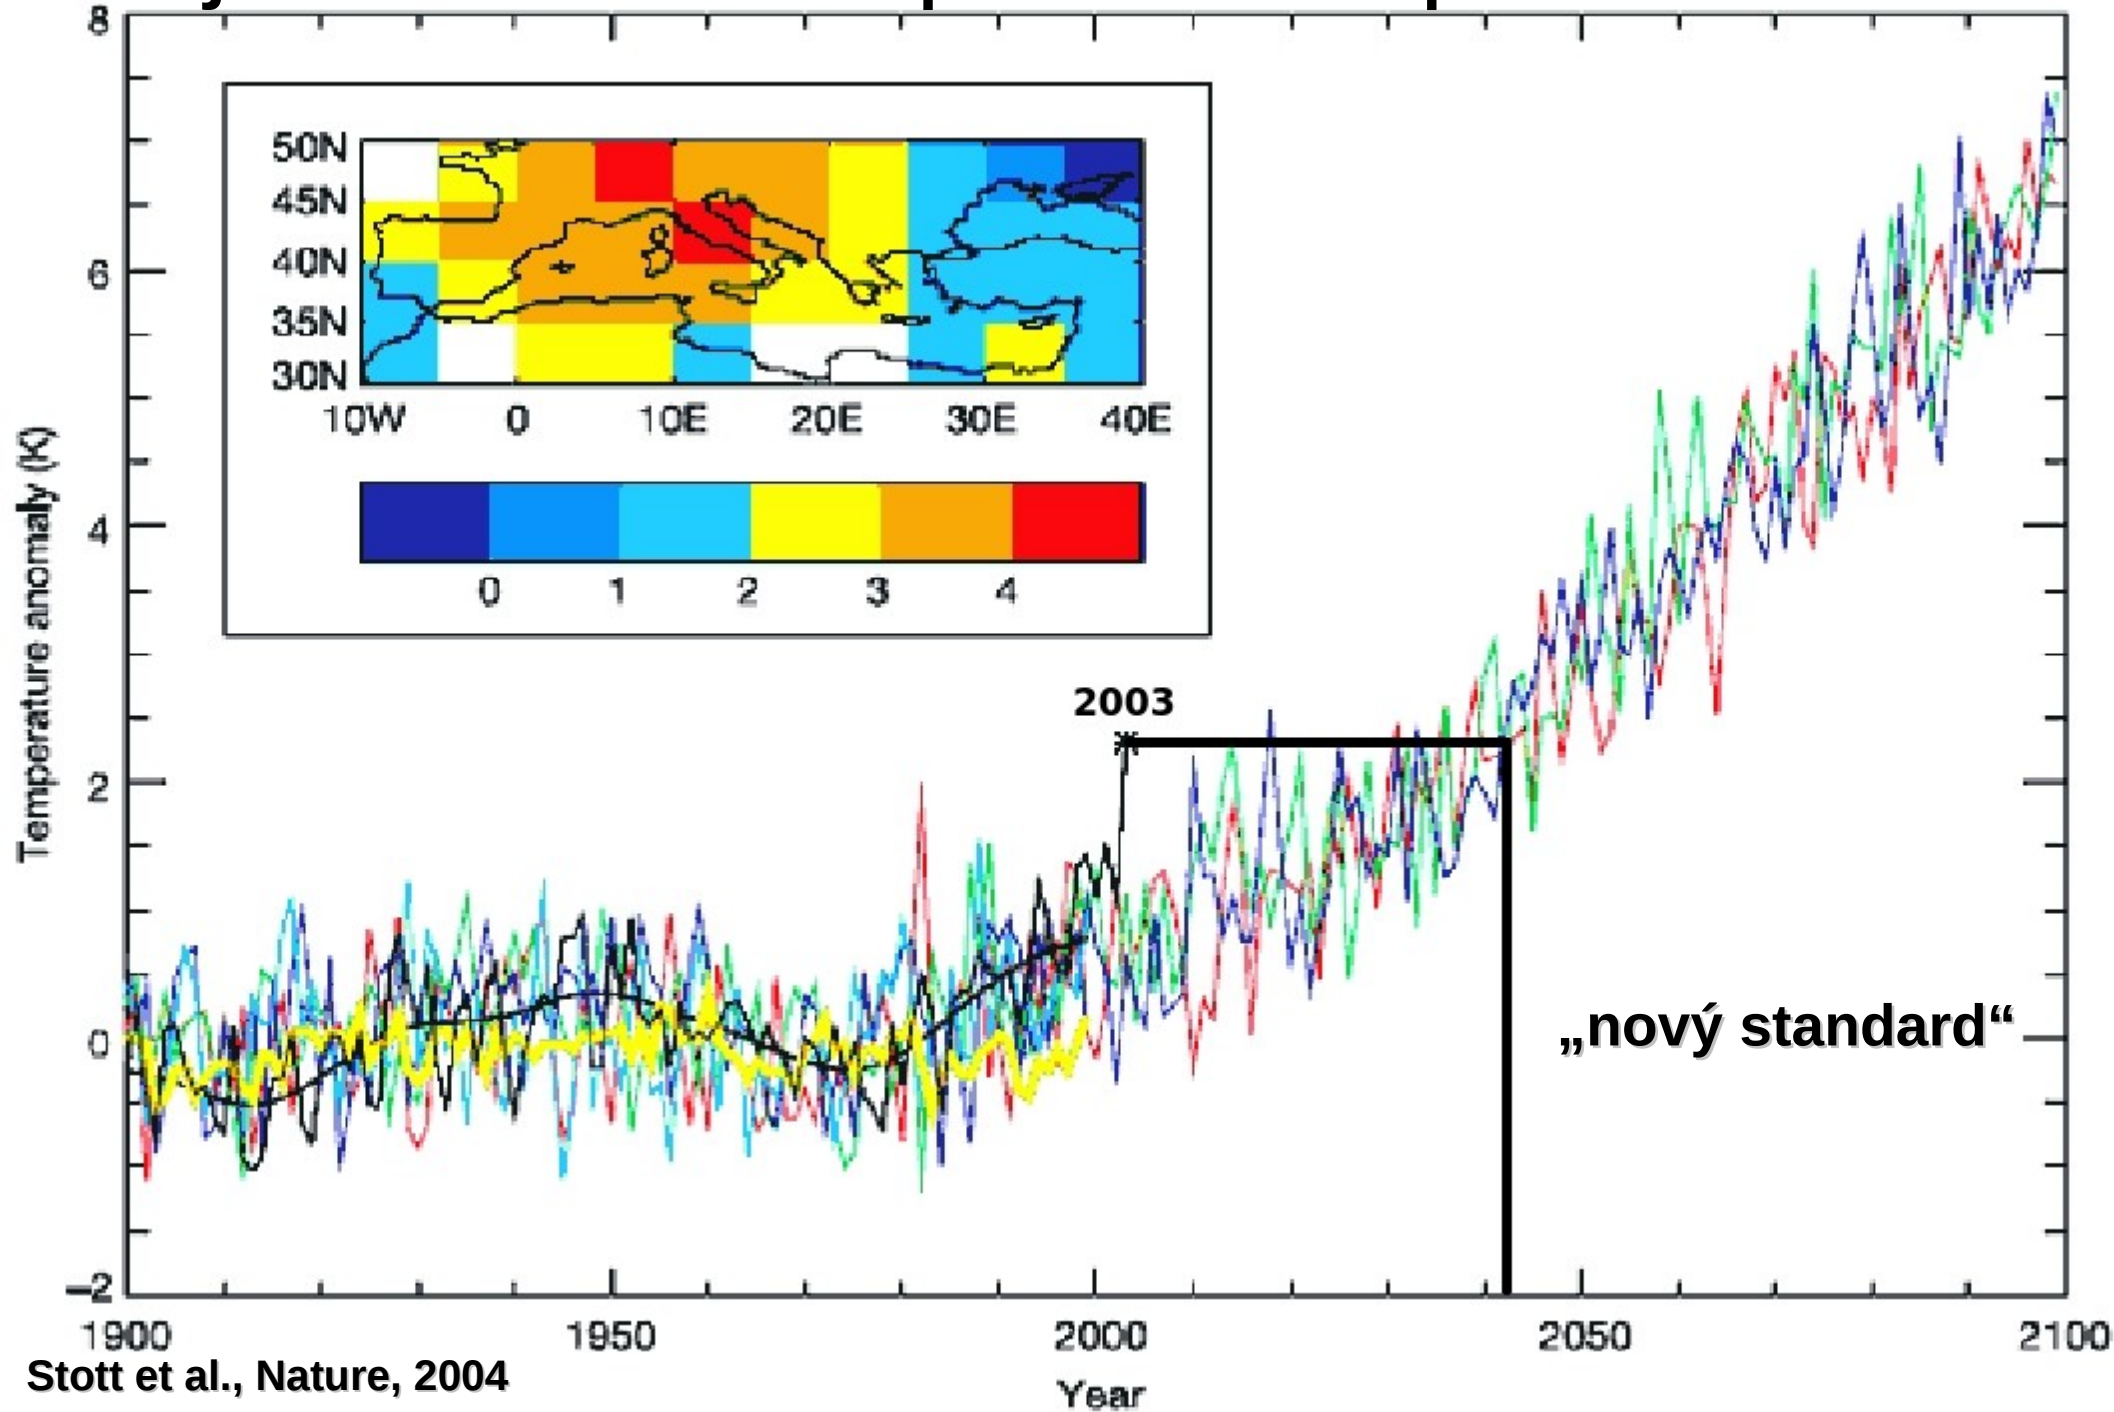 8
6
4
2
0
−2
Temperature anomaly (K)
50N
45N
40N
35N
30N
10W 0 10E 20E 30E 40E
0 1 2 3 4
2003
„nový standard“
1900 1950 2000 2050 2100
Year
Stott et al., Nature, 2004